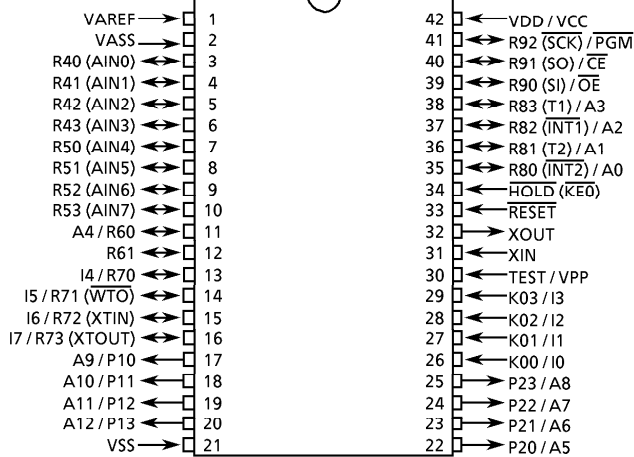 VAREF 1 42 VDD / VCC
VASS 2 41 R92 (SCK) / PGM
R40 (AIN0) 3 40 R91 (SO) / CE
R41 (AIN1) 4 39 R90 (SI) / OE
R42 (AIN2) 5 38 R83 (T1) / A3
R43 (AIN3) 6 37 R82 (INT1) / A2
R50 (AIN4) 7 36 R81 (T2) / A1
R51 (AIN5) 8 35 R80 (INT2) / A0
R52 (AIN6) 9 34 HOLD (KE0)
R53 (AIN7) 10 33 RESET
A4 / R60 11 32 XOUT
R61 12 31 XIN
I4 / R70 13 30 TEST / VPP
I5 / R71 (WTO) 14 29 K03 / I3
I6 / R72 (XTIN) 15 28 K02 / I2
I7 / R73 (XTOUT) 16 27 K01 / I1
A9 / P10 17 26 K00 / I0
A10 / P11 18 25 P23 / A8
A11 / P12 19 24 P22 / A7
A12 / P13 20 23 P21 / A6
VSS 21 22 P20 / A5